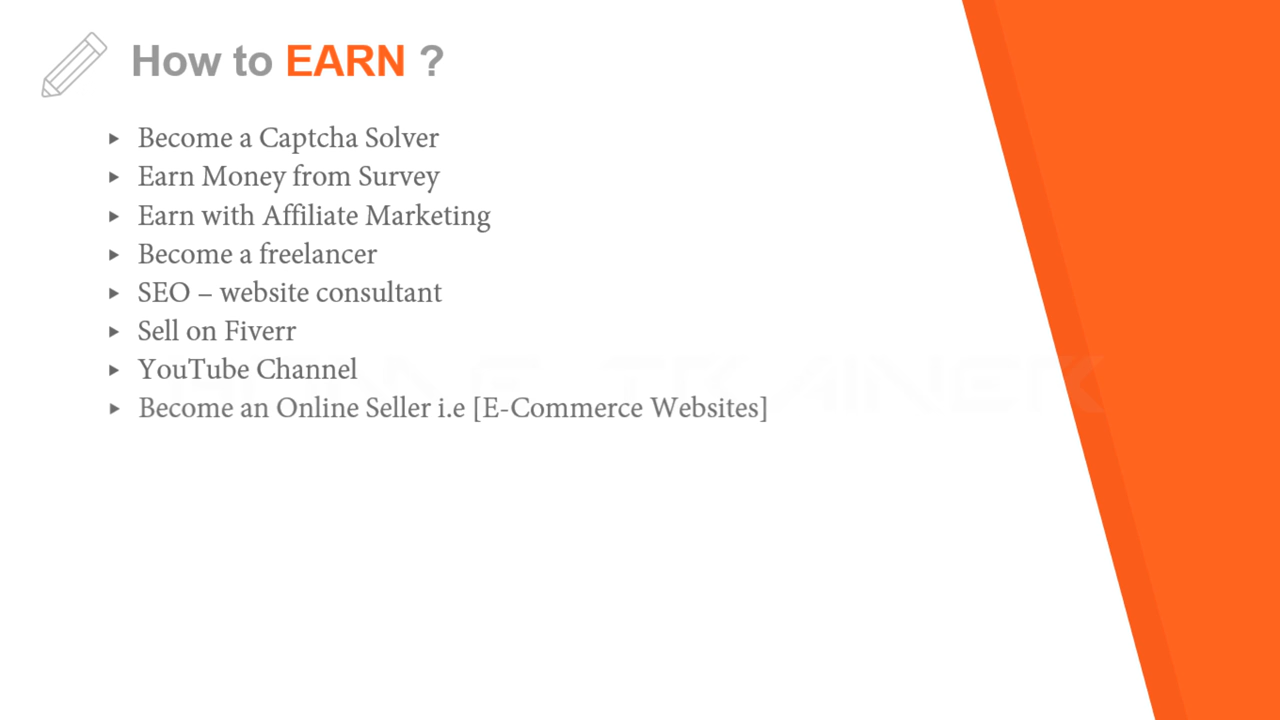 How to EARN ?
Become a Captcha Solver
Earn Money from Survey
Earn with Affiliate Marketing
Become a freelancer
SEO – website consultant
Sell on Fiverr
YouTube Channel
Become an Online Seller i.e [E-Commerce Websites]